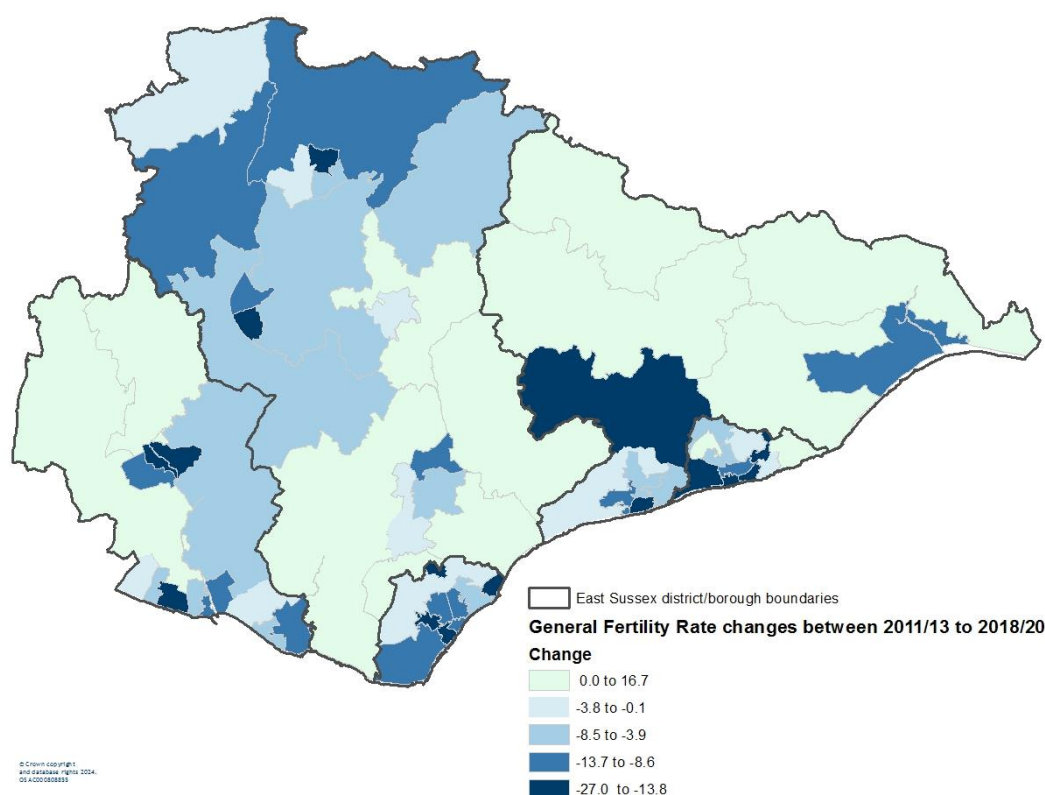 East Sussex district/borough boundaries
General Fertility Rate changes between 2011/13 to 2018/20
Change
0.0 to 16.7
-3.8 to -0.1
-8.5 to -3.9
-13.7 to -8.6
-27.0 to -13.8
© Crown copyright
and database rights 2024.
OS AC0000808855